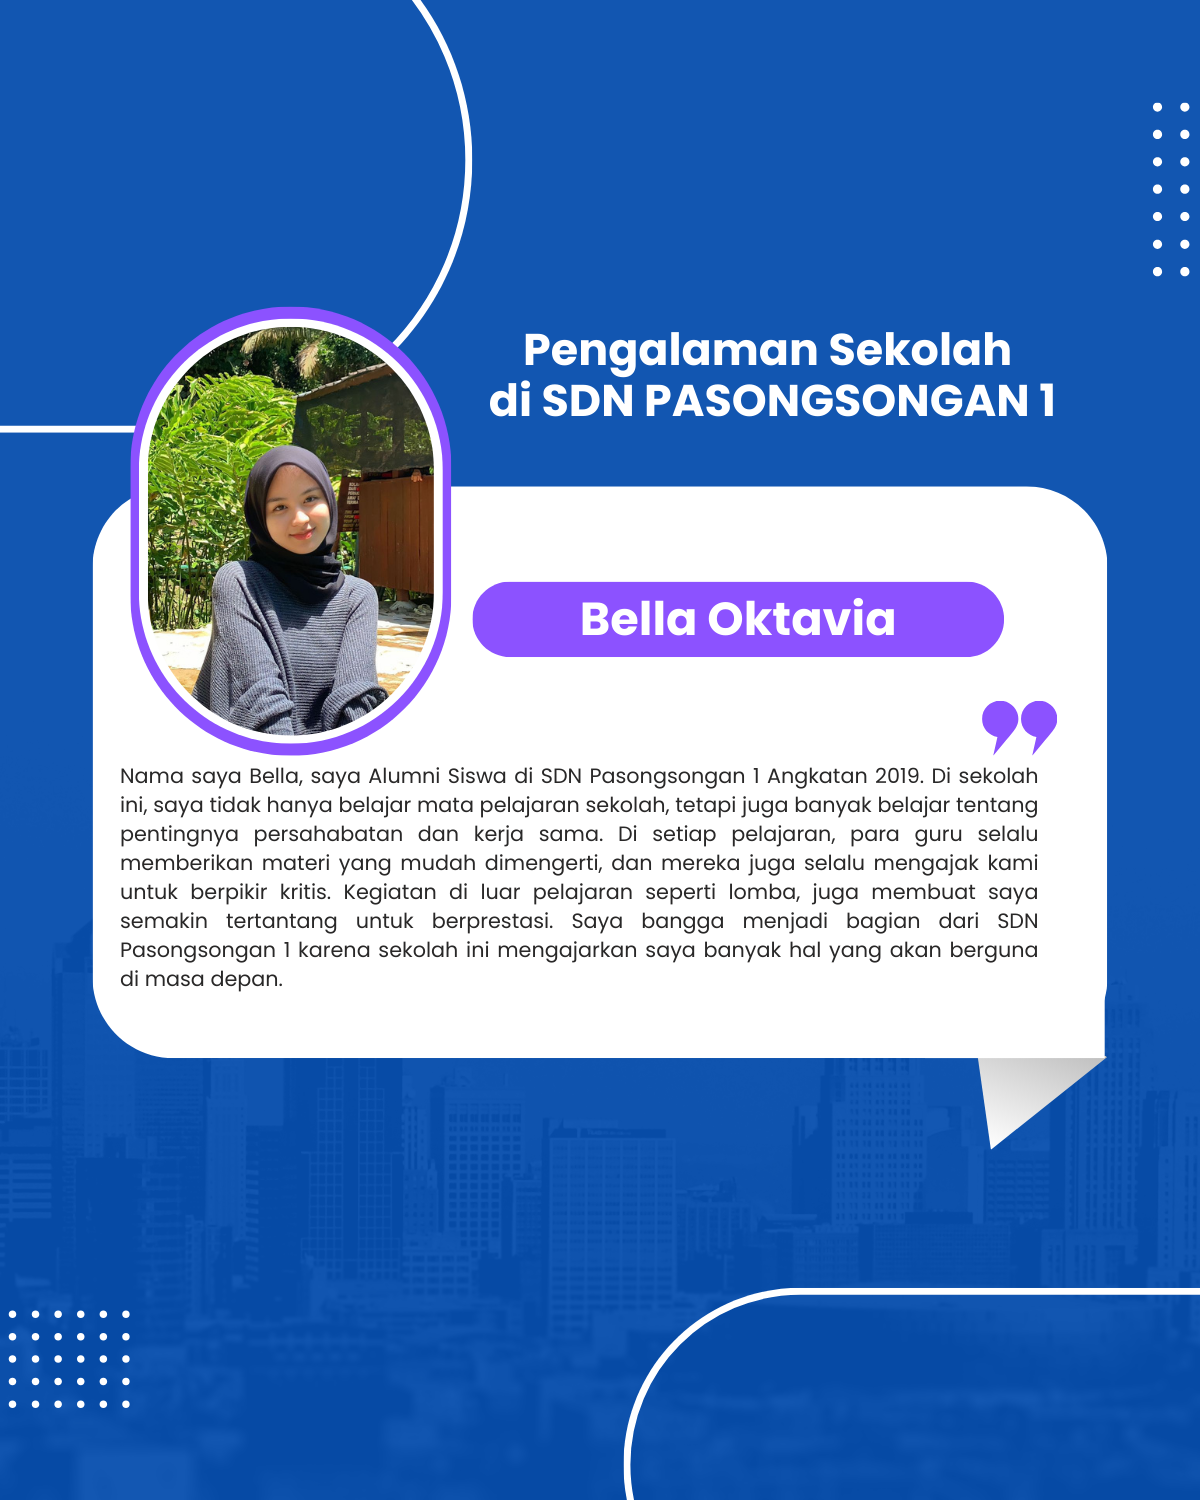 Pengalaman Sekolah
di SDN PASONGSONGAN 1
Bella Oktavia
Nama saya Bella, saya Alumni Siswa di SDN Pasongsongan 1 Angkatan 2019. Di sekolah
ini, saya tidak hanya belajar mata pelajaran sekolah, tetapi juga banyak belajar tentang
pentingnya persahabatan dan kerja sama. Di setiap pelajaran, para guru selalu
memberikan materi yang mudah dimengerti, dan mereka juga selalu mengajak kami
untuk berpikir kritis. Kegiatan di luar pelajaran seperti lomba, juga membuat saya
semakin tertantang untuk berprestasi. Saya bangga menjadi bagian dari SDN
Pasongsongan 1 karena sekolah ini mengajarkan saya banyak hal yang akan berguna
di masa depan.